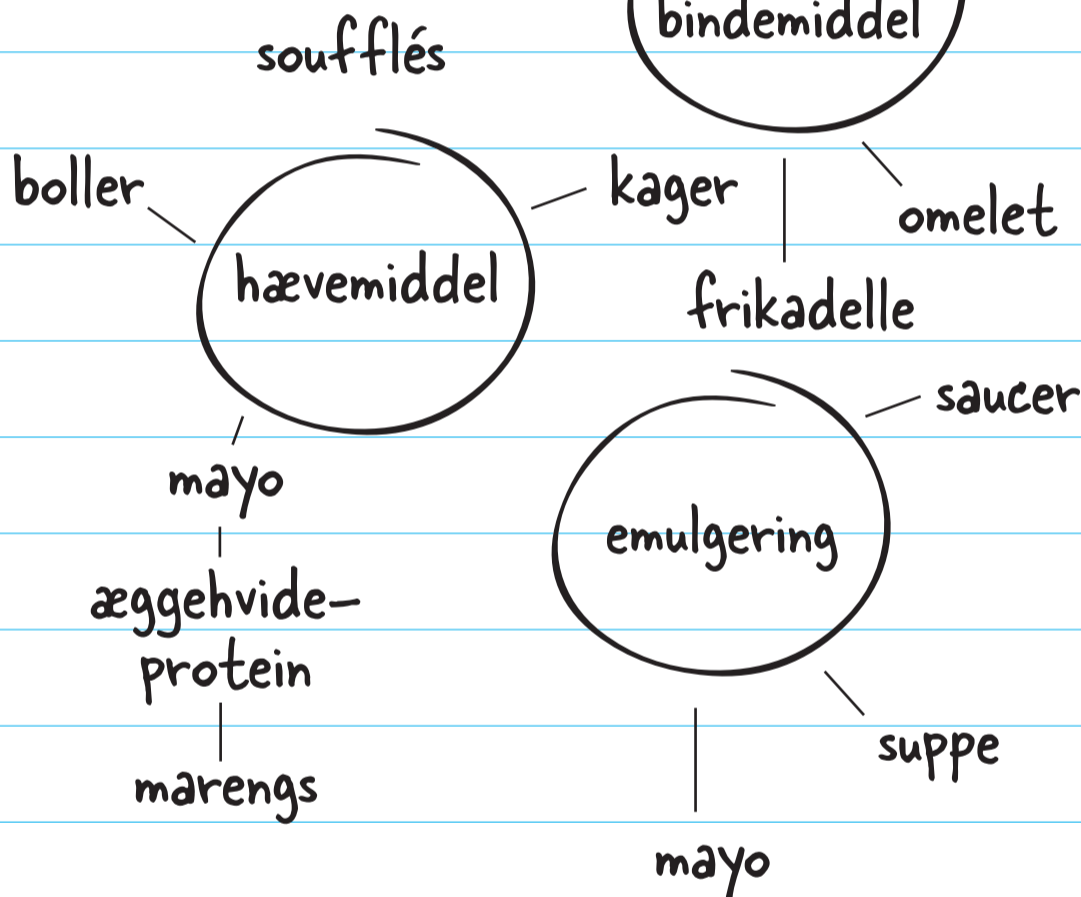 bindemiddel
soufflés
boller
kager
omelet
hævemiddel
frikadelle
saucer
mayo
emulgering
æggehvide-
protein
suppe
marengs
mayo